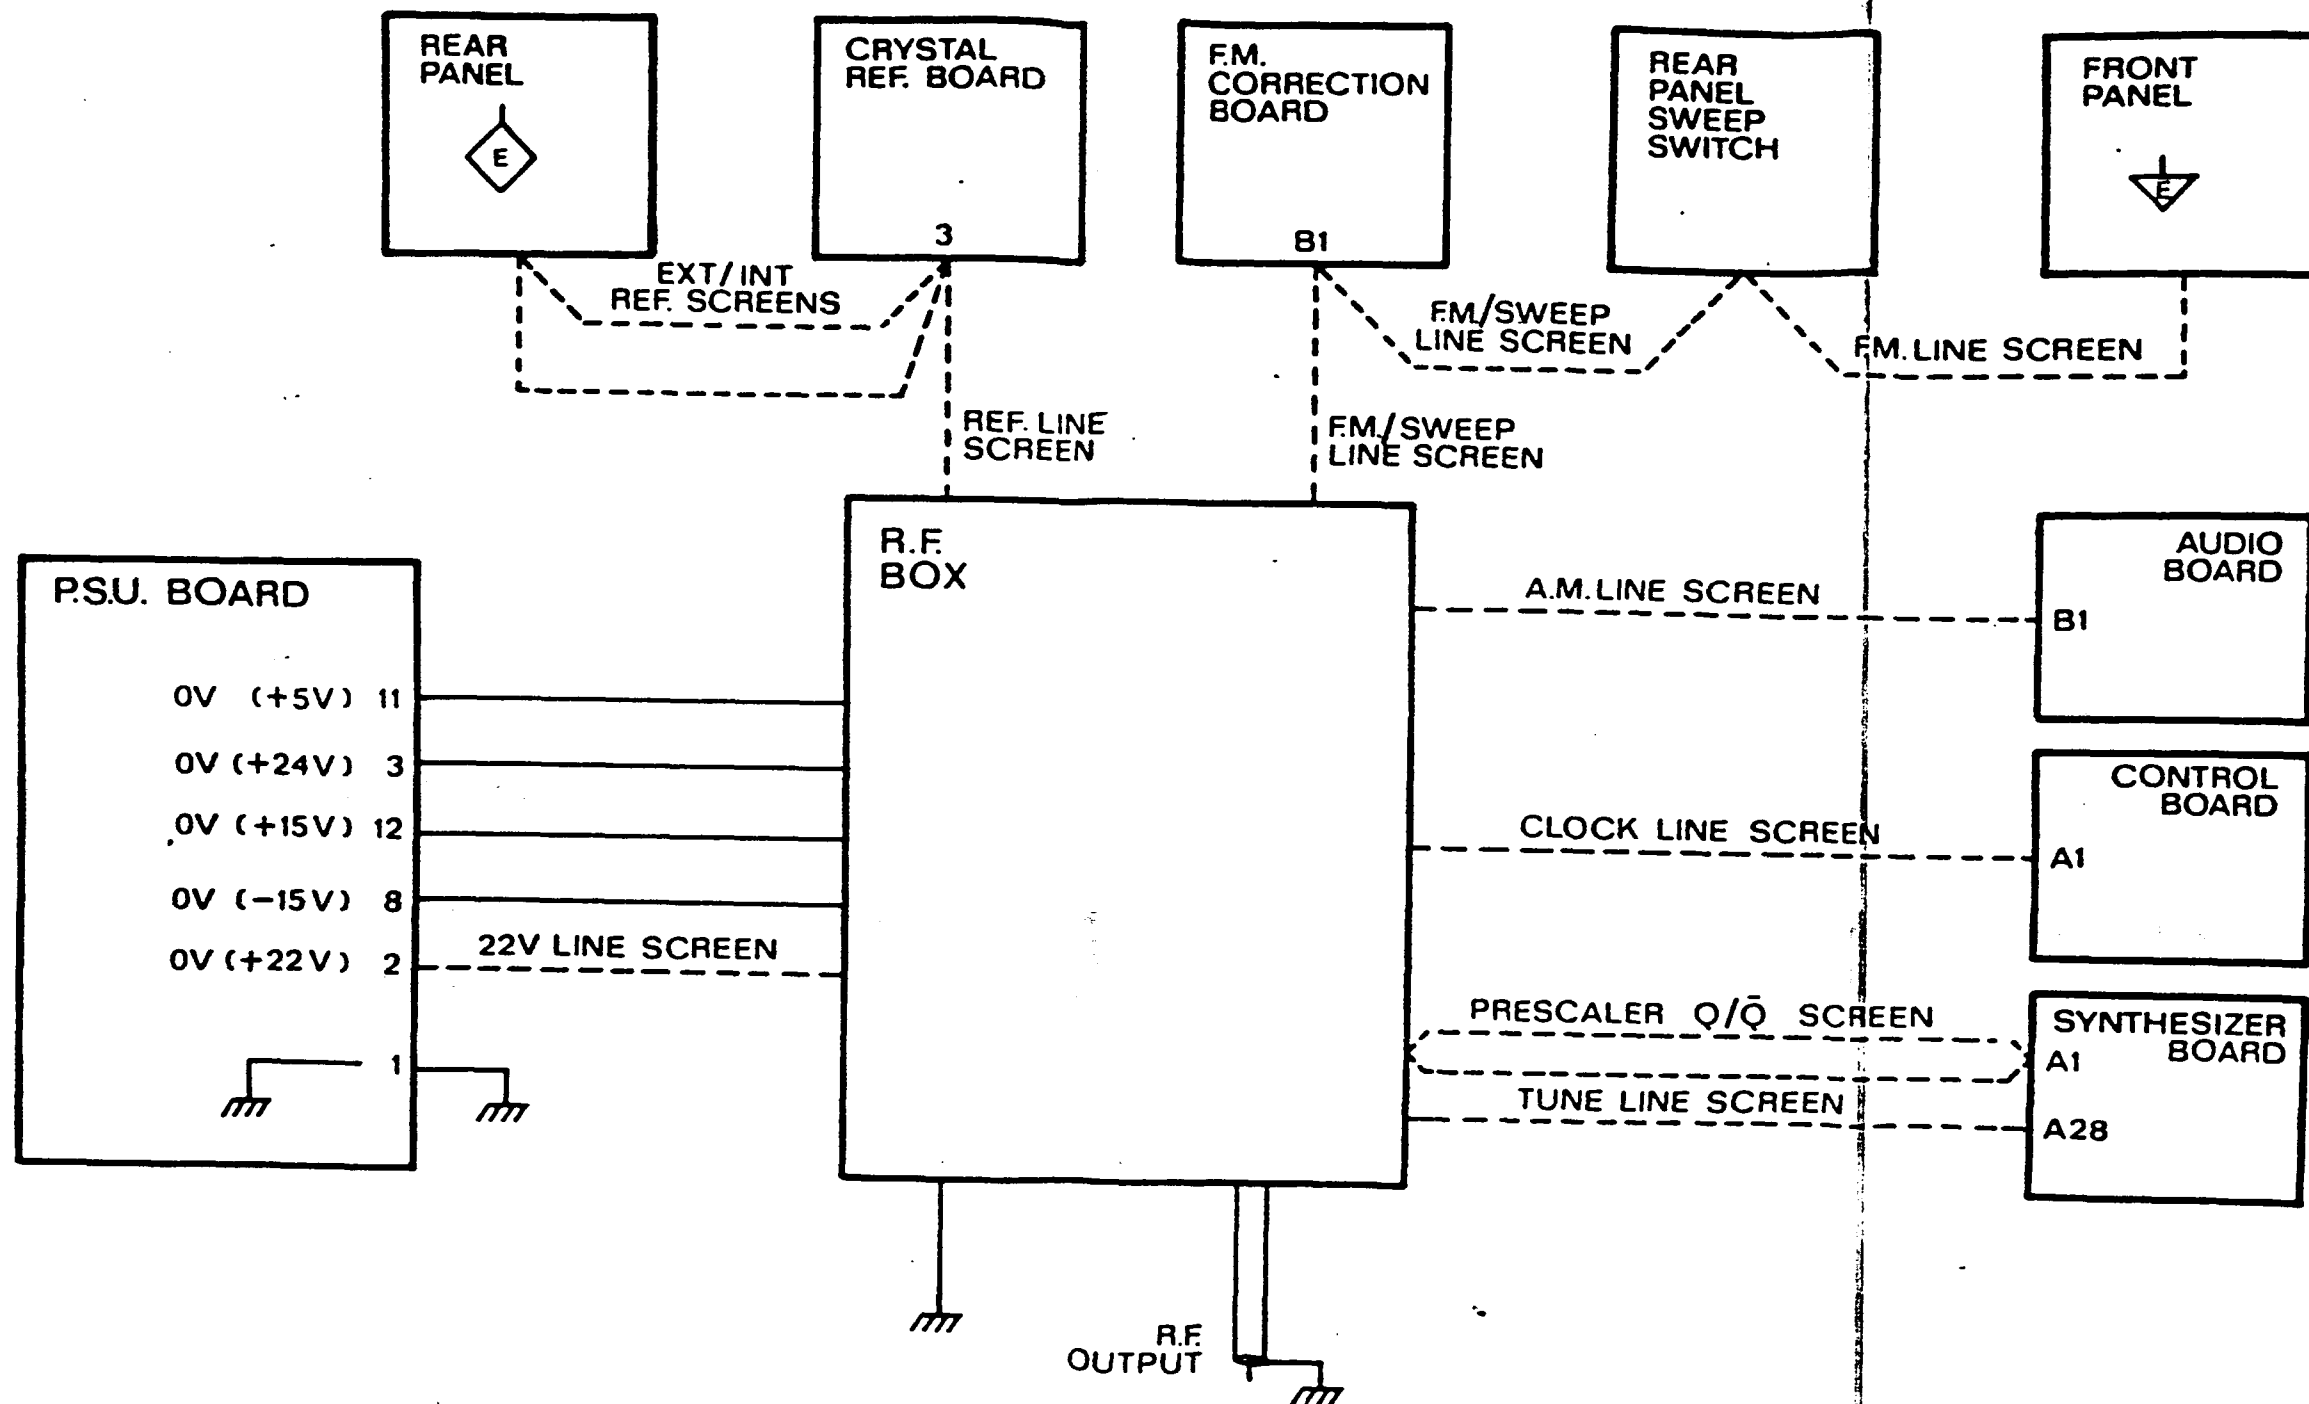 REAR
PANEL
E
CRYSTAL
REF. BOARD
3
F.M.
CORRECTION
BOARD
B1
REAR
PANEL
SWEEP
SWITCH
FRONT
PANEL
E
EXT/INT
REF. SCREENS
F.M./SWEEP
LINE SCREEN
F.M. LINE SCREEN
REF. LINE
SCREEN
F.M./SWEEP
LINE SCREEN
P.S.U. BOARD
0V (+5V) 11
0V (+24V) 3
0V (+15V) 12
0V (-15V) 8
0V (+22V) 2
1
22V LINE SCREEN
R.F.
BOX
A.M. LINE SCREEN
AUDIO
BOARD
B1
CLOCK LINE SCREEN
CONTROL
BOARD
A1
PRESCALER Q/Q̄ SCREEN
TUNE LINE SCREEN
SYNTHESIZER
BOARD
A1
A28
R.F.
OUTPUT